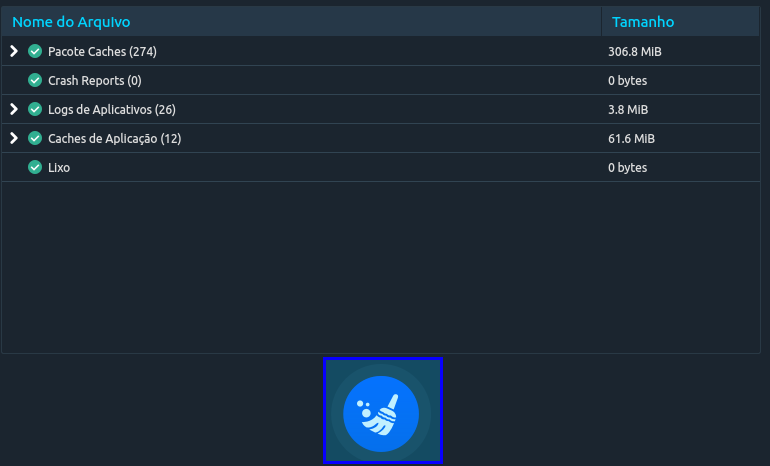 Nome do Arquivo Tamanho
Pacote Caches (274) 306.8 MiB
Crash Reports (0) 0 bytes
Logs de Aplicativos (26) 3.8 MiB
Caches de Aplicação (12) 61.6 MiB
Lixo 0 bytes